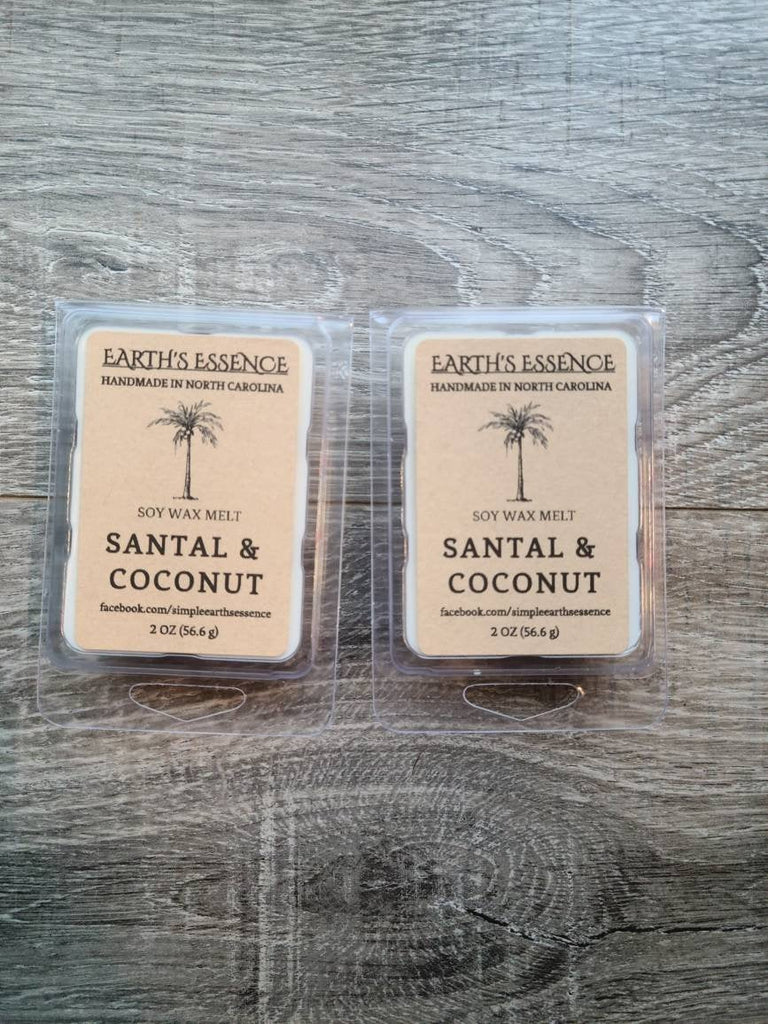 EARTH'S ESSENCE
HANDMADE IN NORTH CAROLINA
SOY WAX MELT
SANTAL &
COCONUT
facebook.com/simpleearthsessence
2 OZ (56.6 g)
EARTH'S ESSENCE
HANDMADE IN NORTH CAROLINA
SOY WAX MELT
SANTAL &
COCONUT
facebook.com/simpleearthsessence
2 OZ (56.6 g)